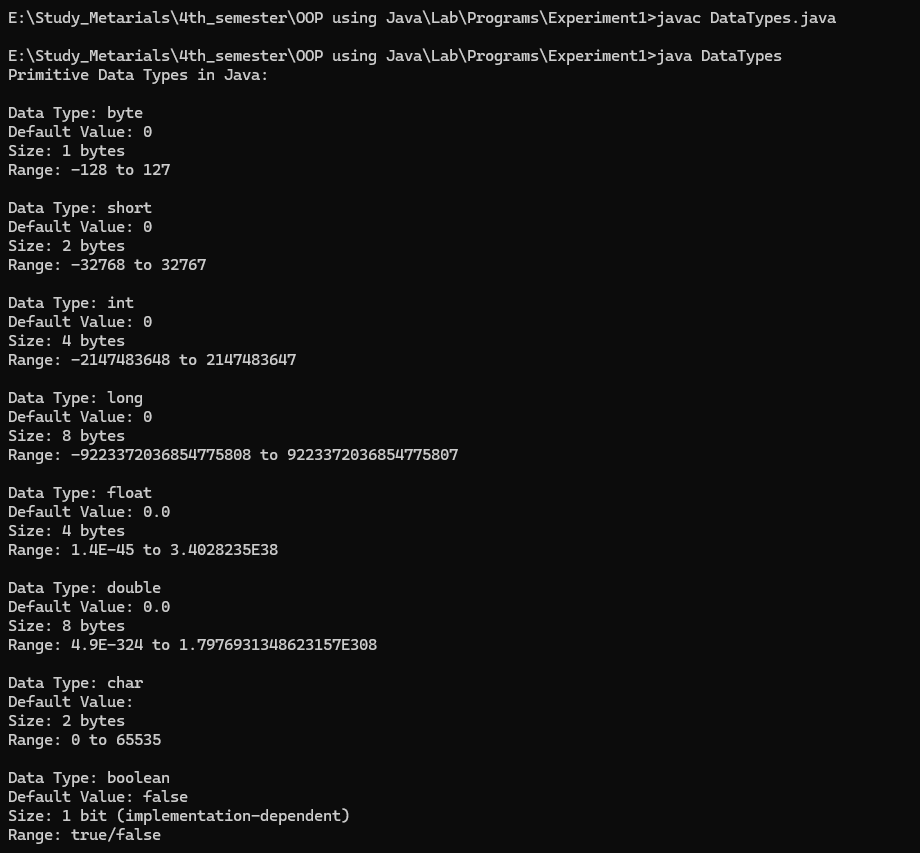 E:\Study_Metarials\4th_semester\OOP using Java\Lab\Programs\Experiment1>javac DataTypes.java
E:\Study_Metarials\4th_semester\OOP using Java\Lab\Programs\Experiment1>java DataTypes
Primitive Data Types in Java:
Data Type: byte
Default Value: 0
Size: 1 bytes
Range: -128 to 127
Data Type: short
Default Value: 0
Size: 2 bytes
Range: -32768 to 32767
Data Type: int
Default Value: 0
Size: 4 bytes
Range: -2147483648 to 2147483647
Data Type: long
Default Value: 0
Size: 8 bytes
Range: -9223372036854775808 to 9223372036854775807
Data Type: float
Default Value: 0.0
Size: 4 bytes
Range: 1.4E-45 to 3.4028235E38
Data Type: double
Default Value: 0.0
Size: 8 bytes
Range: 4.9E-324 to 1.7976931348623157E308
Data Type: char
Default Value:
Size: 2 bytes
Range: 0 to 65535
Data Type: boolean
Default Value: false
Size: 1 bit (implementation-dependent)
Range: true/false